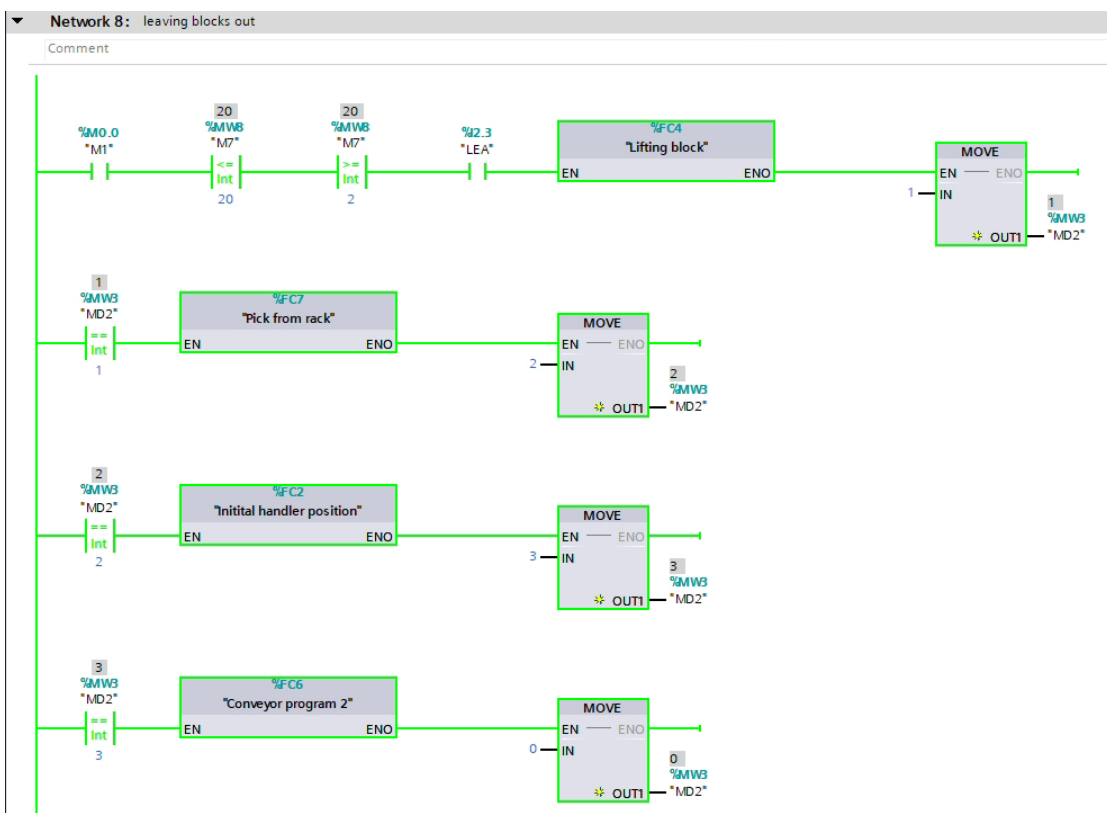 Network 8: leaving blocks out
Comment
20 20
%M0.0 %MW8 %MW8 %I2.3 %FC4
"M1" "M7" "M7" "LEA" "Lifting block" MOVE
<= >=
Int Int EN ENO EN ENO
20 2 1 IN 1
%MW3
OUT1 "MD2"
1
%MW3 %FC7
"MD2" "Pick from rack" MOVE
==
Int EN ENO EN ENO
1 2 IN 2
%MW3
OUT1 "MD2"
2
%MW3 %FC2
"MD2" "Initital handler position" MOVE
==
Int EN ENO EN ENO
2 3 IN 3
%MW3
OUT1 "MD2"
3
%MW3 %FC6
"MD2" "Conveyor program 2" MOVE
==
Int EN ENO EN ENO
3 0 IN 0
%MW3
OUT1 "MD2"